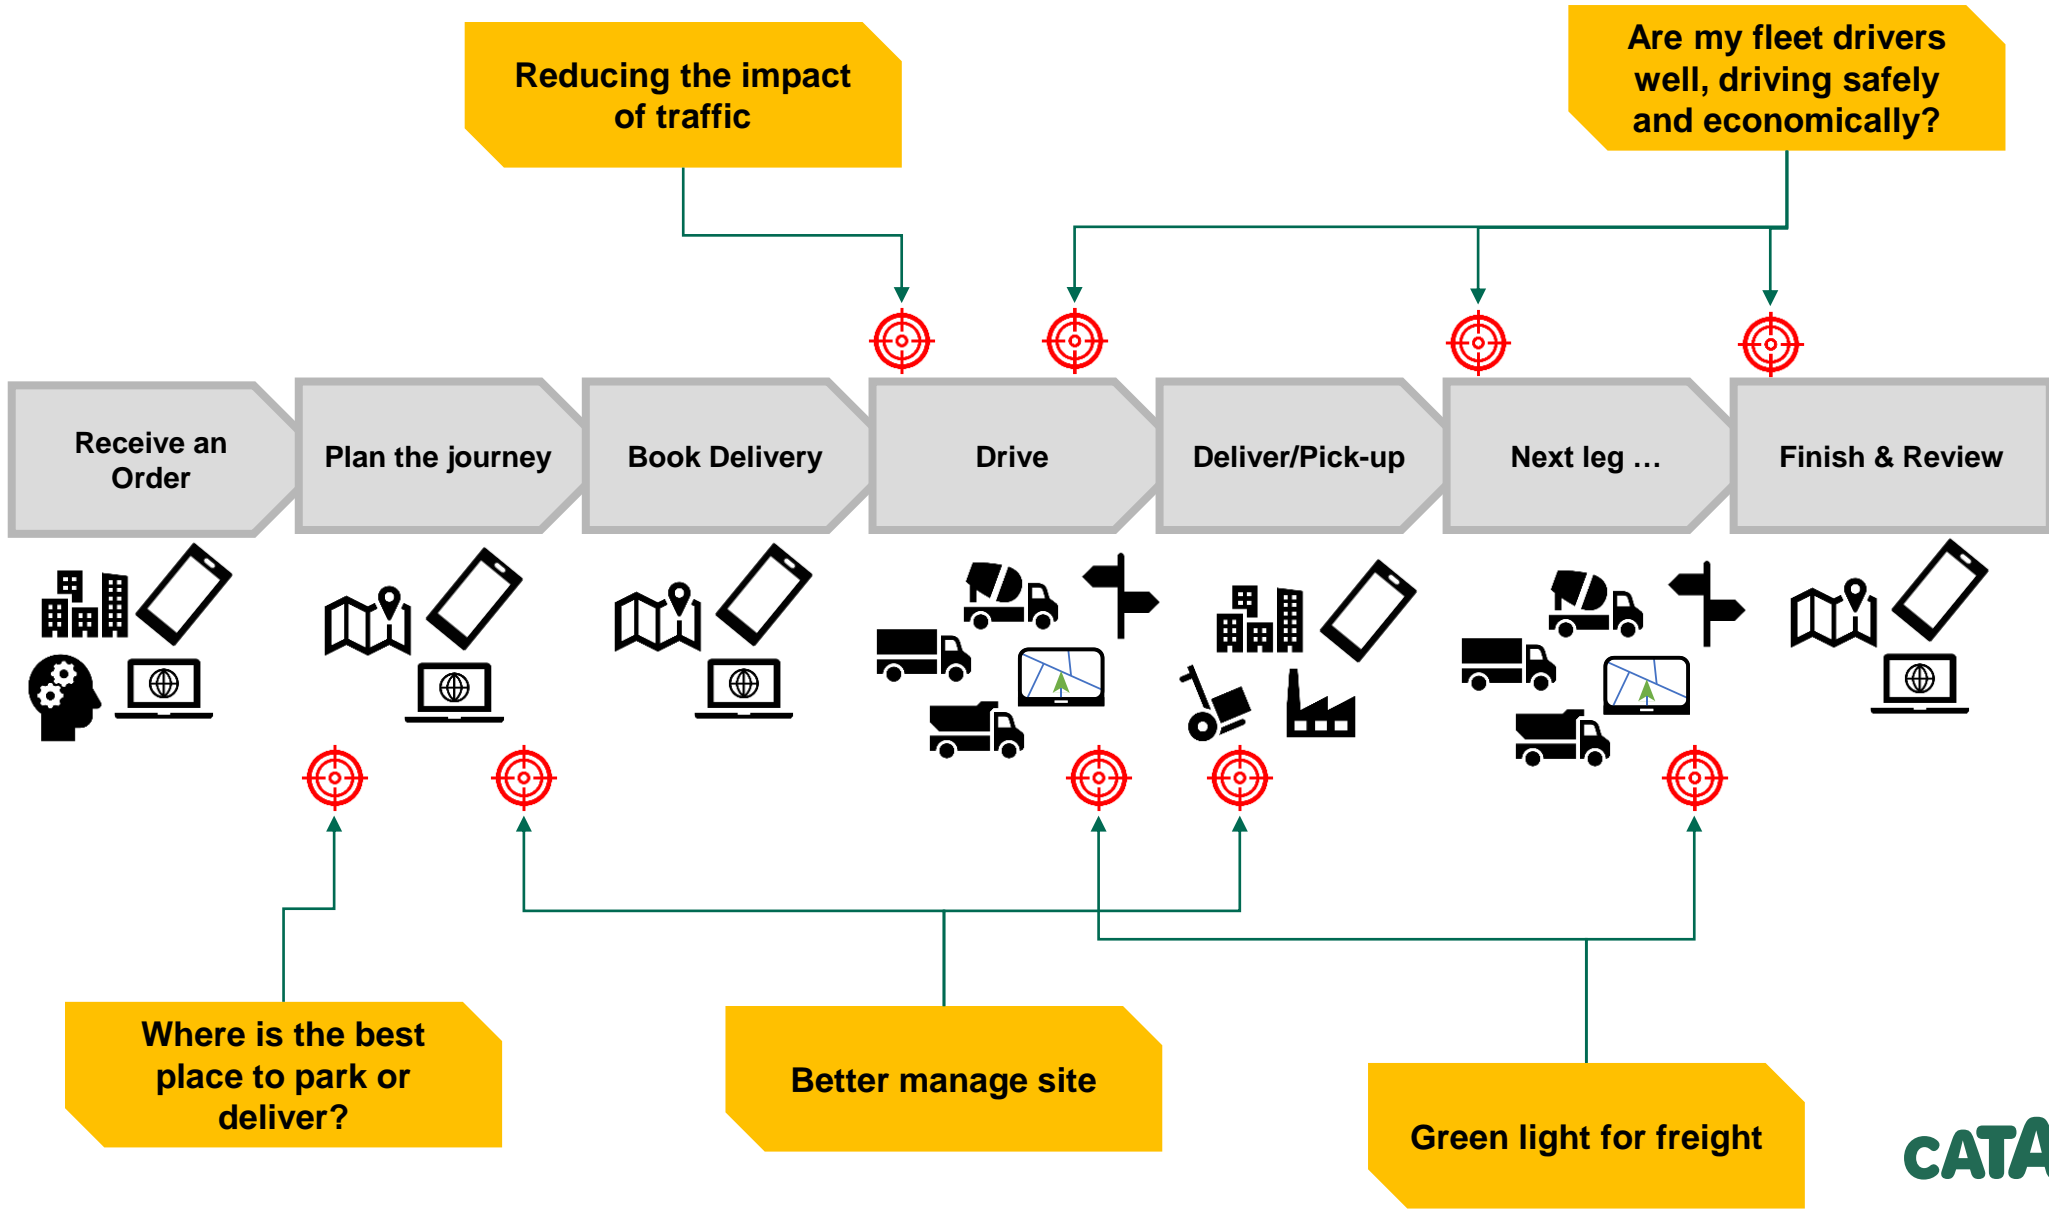 Reducing the impact
of traffic
Are my fleet drivers
well, driving safely
and economically?
Receive an
Order
Plan the journey
Book Delivery
Drive
Deliver/Pick-up
Next leg …
Finish & Review
Where is the best
place to park or
deliver?
Better manage site
Green light for freight
CATA